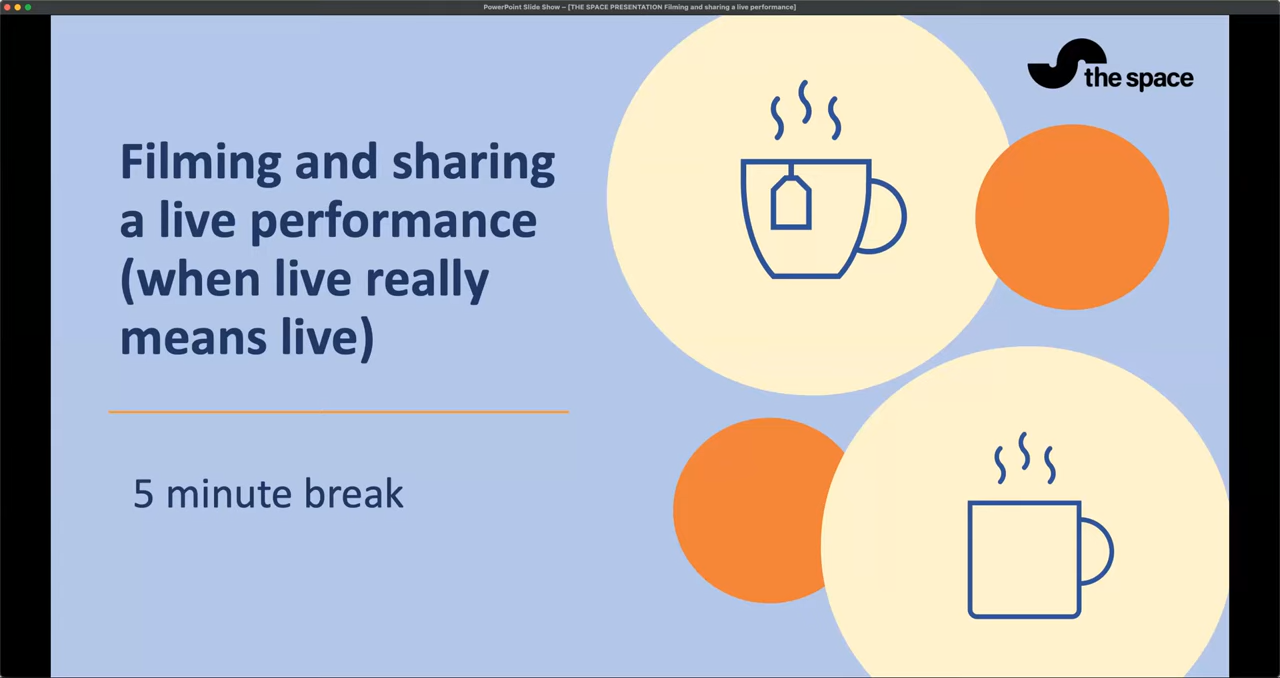 PowerPoint Slide Show – [THE SPACE PRESENTATION Filming and sharing a live performance]
the space
Filming and sharing
a live performance
(when live really
means live)
5 minute break